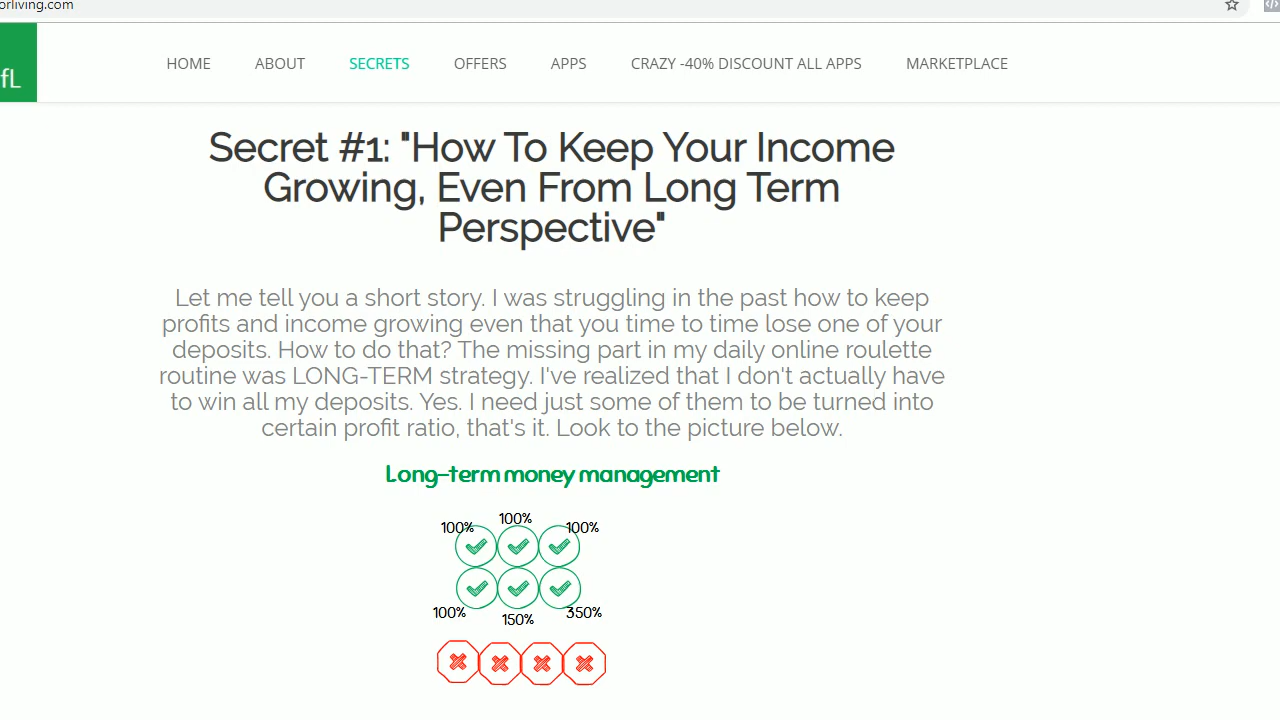 orliving.com
fL
HOME ABOUT SECRETS OFFERS APPS CRAZY -40% DISCOUNT ALL APPS MARKETPLACE
Secret #1: "How To Keep Your Income
Growing, Even From Long Term
Perspective"
Let me tell you a short story. I was struggling in the past how to keep
profits and income growing even that you time to time lose one of your
deposits. How to do that? The missing part in my daily online roulette
routine was LONG-TERM strategy. I've realized that I don't actually have
to win all my deposits. Yes. I need just some of them to be turned into
certain profit ratio, that's it. Look to the picture below.
Long-term money management
100% 100% 100%
100% 150% 350%